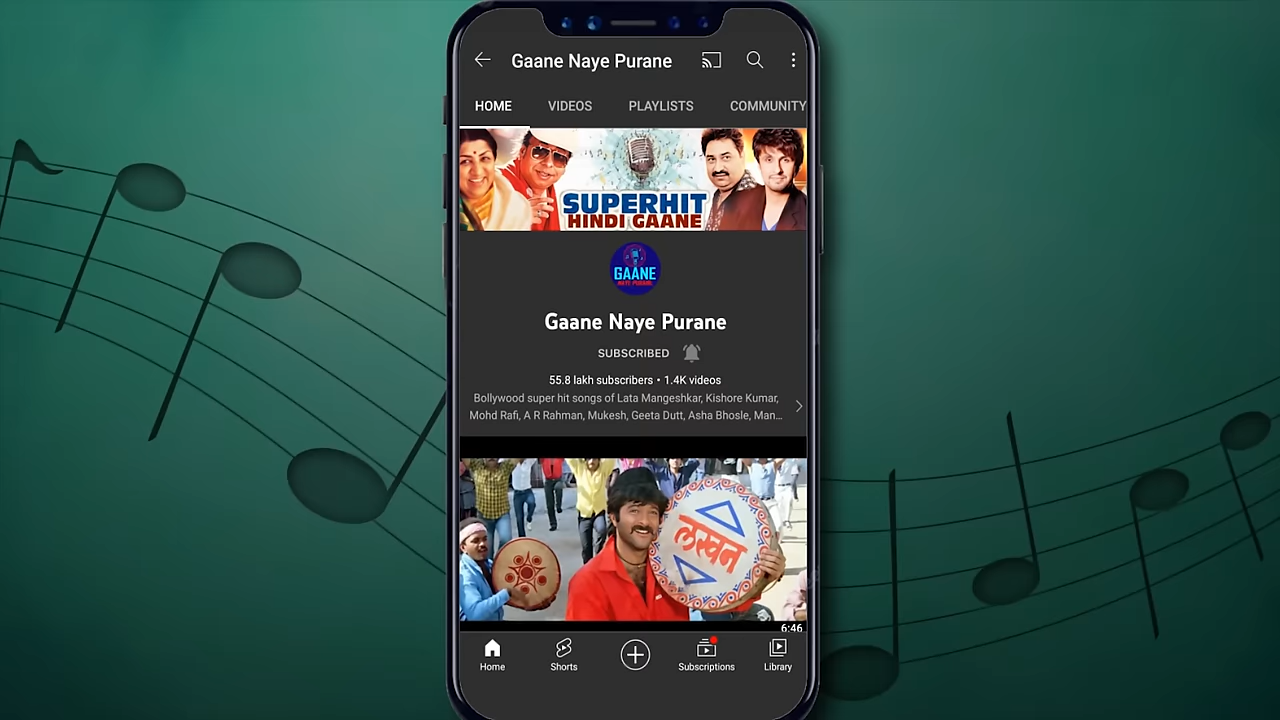 Gaane Naye Purane
HOME VIDEOS PLAYLISTS COMMUNITY
SUPERHIT
HINDI GAANE
GAANE
NAYE PURANE
Gaane Naye Purane
SUBSCRIBED
55.8 lakh subscribers • 1.4K videos
Bollywood super hit songs of Lata Mangeshkar, Kishore Kumar,
Mohd Rafi, A R Rahman, Mukesh, Geeta Dutt, Asha Bhosle, Man...
लखन
6:46
Home Shorts Subscriptions Library